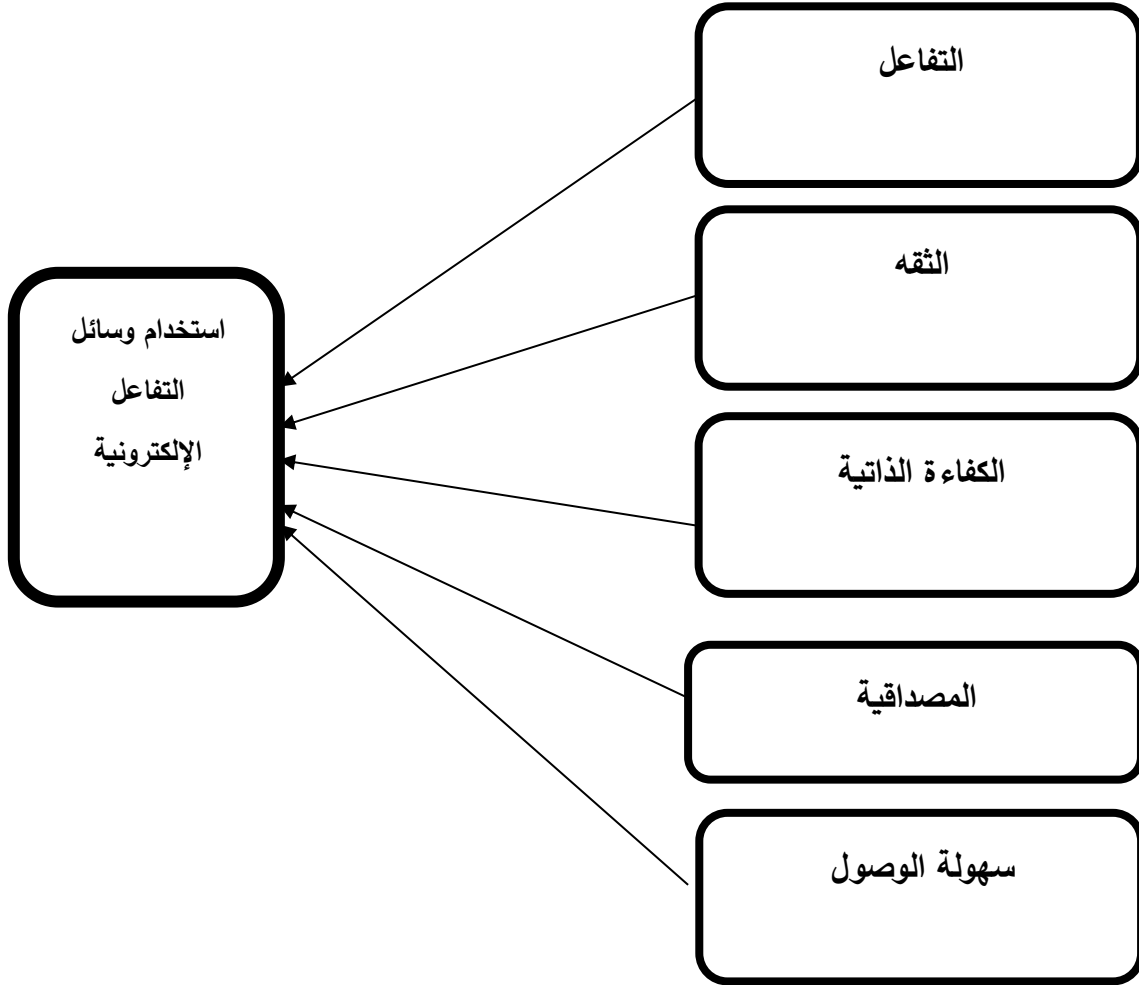 التفاعل
الثقه
استخدام وسائل
التفاعل
الإلكترونية
الكفاءة الذاتية
المصداقية
سهولة الوصول